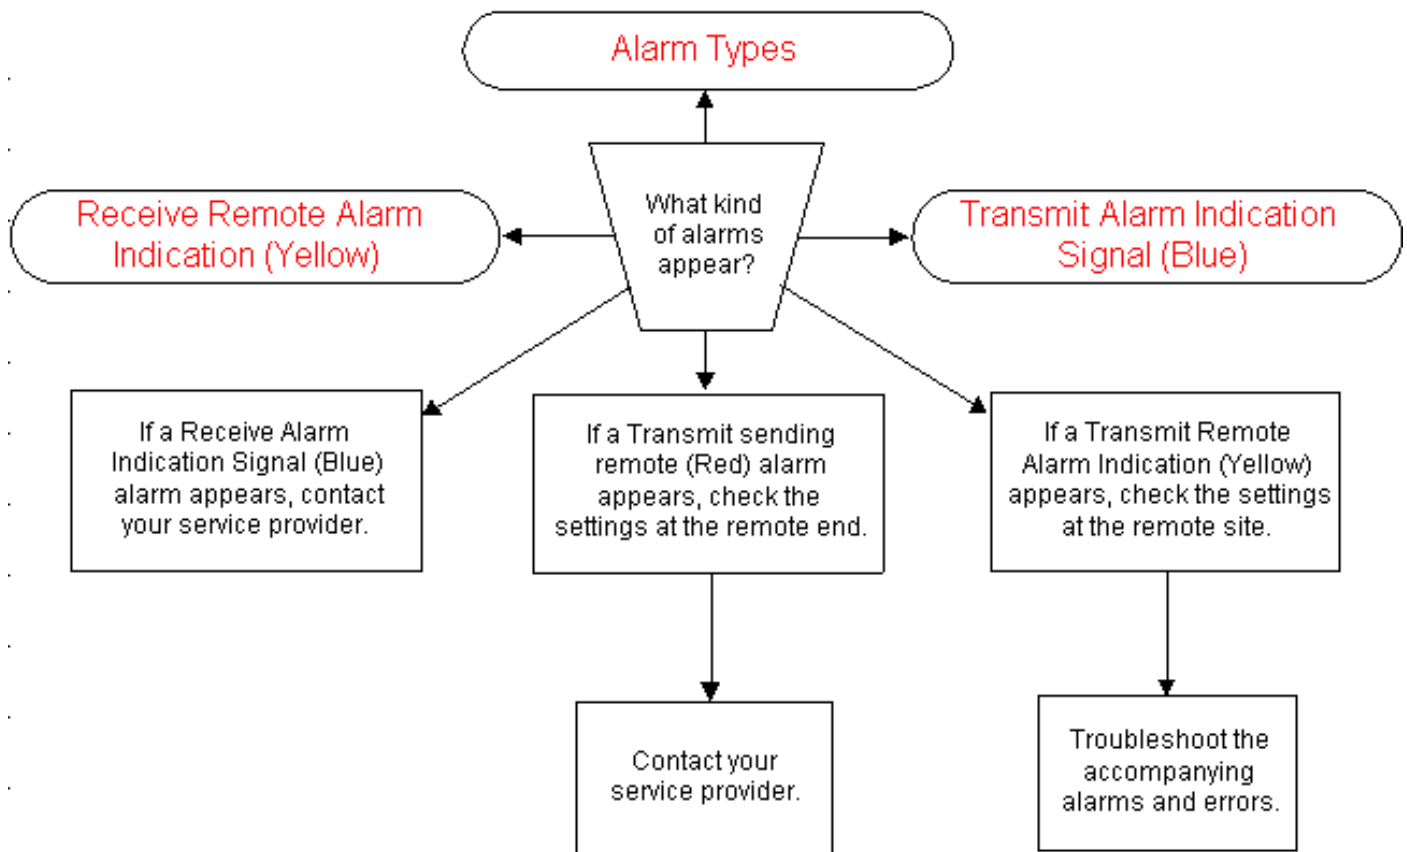 Alarm Types
What kind
of alarms
appear?
Receive Remote Alarm
Indication (Yellow)
Transmit Alarm Indication
Signal (Blue)
If a Receive Alarm
Indication Signal (Blue)
alarm appears, contact
your service provider.
If a Transmit sending
remote (Red) alarm
appears, check the
settings at the remote end.
If a Transmit Remote
Alarm Indication (Yellow)
appears, check the settings
at the remote site.
Contact your
service provider.
Troubleshoot the
accompanying
alarms and errors.